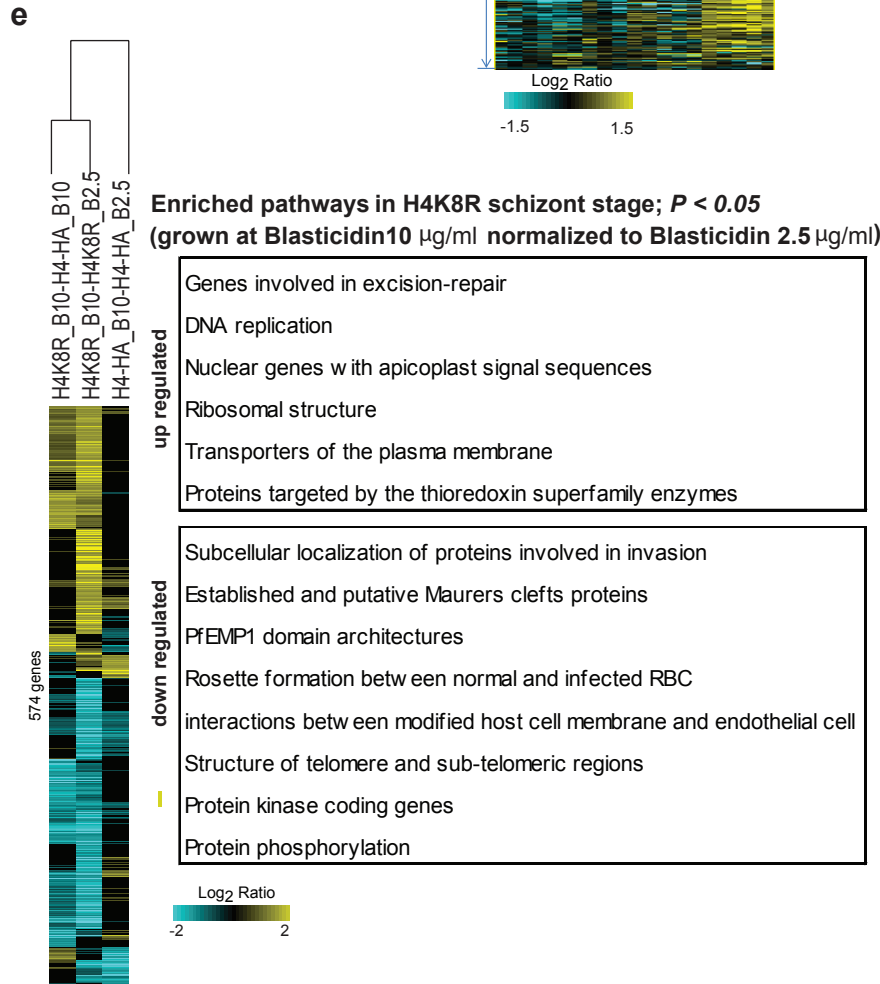 e
Log2 Ratio
-1.5 1.5
H4K8R_B10-H4-HA_B10
H4K8R_B10-H4K8R_B2.5
H4-HA_B10-H4-HA_B2.5
Enriched pathways in H4K8R schizont stage; P < 0.05
(grown at Blasticidin10 μg/ml normalized to Blasticidin 2.5 μg/ml)
up regulated
Genes involved in excision-repair
DNA replication
Nuclear genes with apicoplast signal sequences
Ribosomal structure
Transporters of the plasma membrane
Proteins targeted by the thioredoxin superfamily enzymes
down regulated
Subcellular localization of proteins involved in invasion
Established and putative Maurers clefts proteins
PfEMP1 domain architectures
Rosette formation between normal and infected RBC
interactions between modified host cell membrane and endothelial cell
Structure of telomere and sub-telomeric regions
Protein kinase coding genes
Protein phosphorylation
574 genes
Log2 Ratio
-2 2